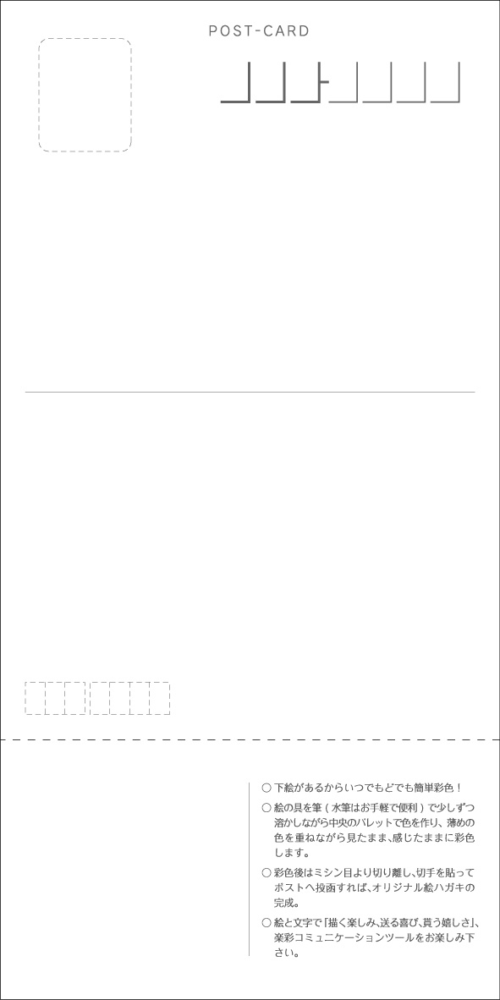 POST-CARD
○ 下絵があるからいつでもどでも簡単彩色！
○ 絵の具を筆(水筆はお手軽で便利)で少しずつ
溶かしながら中央のパレットで色を作り、薄めの
色を重ねながら見たまま、感じたままに彩色
します。
○ 彩色後はミシン目より切り離し、切手を貼って
ポストへ投函すれば、オリジナル絵ハガキの
完成。
○ 絵と文字で「描く楽しみ、送る喜び、貰う嬉しさ」、
楽彩コミュニケーションツールをお楽しみ下
さい。